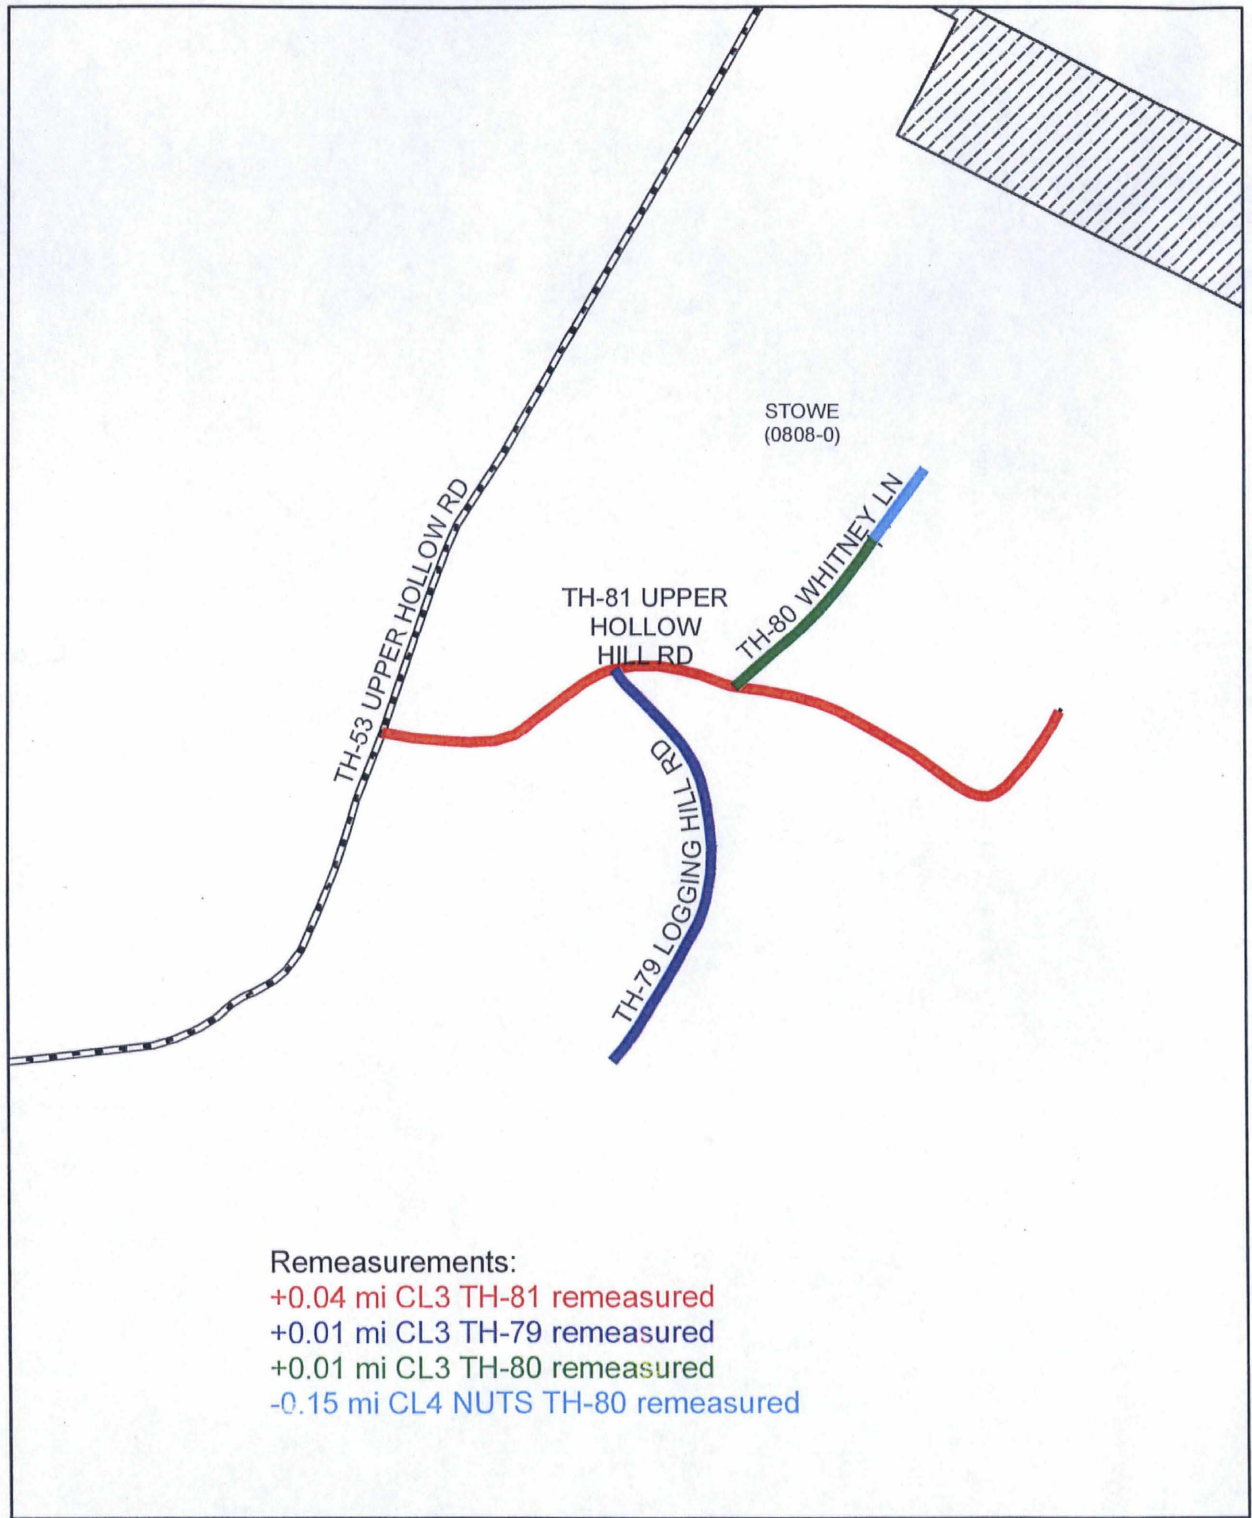 STOWE
(0808-0)
TH-53 UPPER HOLLOW RD
TH-81 UPPER
HOLLOW
HILL RD
TH-80 WHITNEY LN
TH-79 LOGGING HILL RD
Remeasurements:
+0.04 mi CL3 TH-81 remeasured
+0.01 mi CL3 TH-79 remeasured
+0.01 mi CL3 TH-80 remeasured
-0.15 mi CL4 NUTS TH-80 remeasured